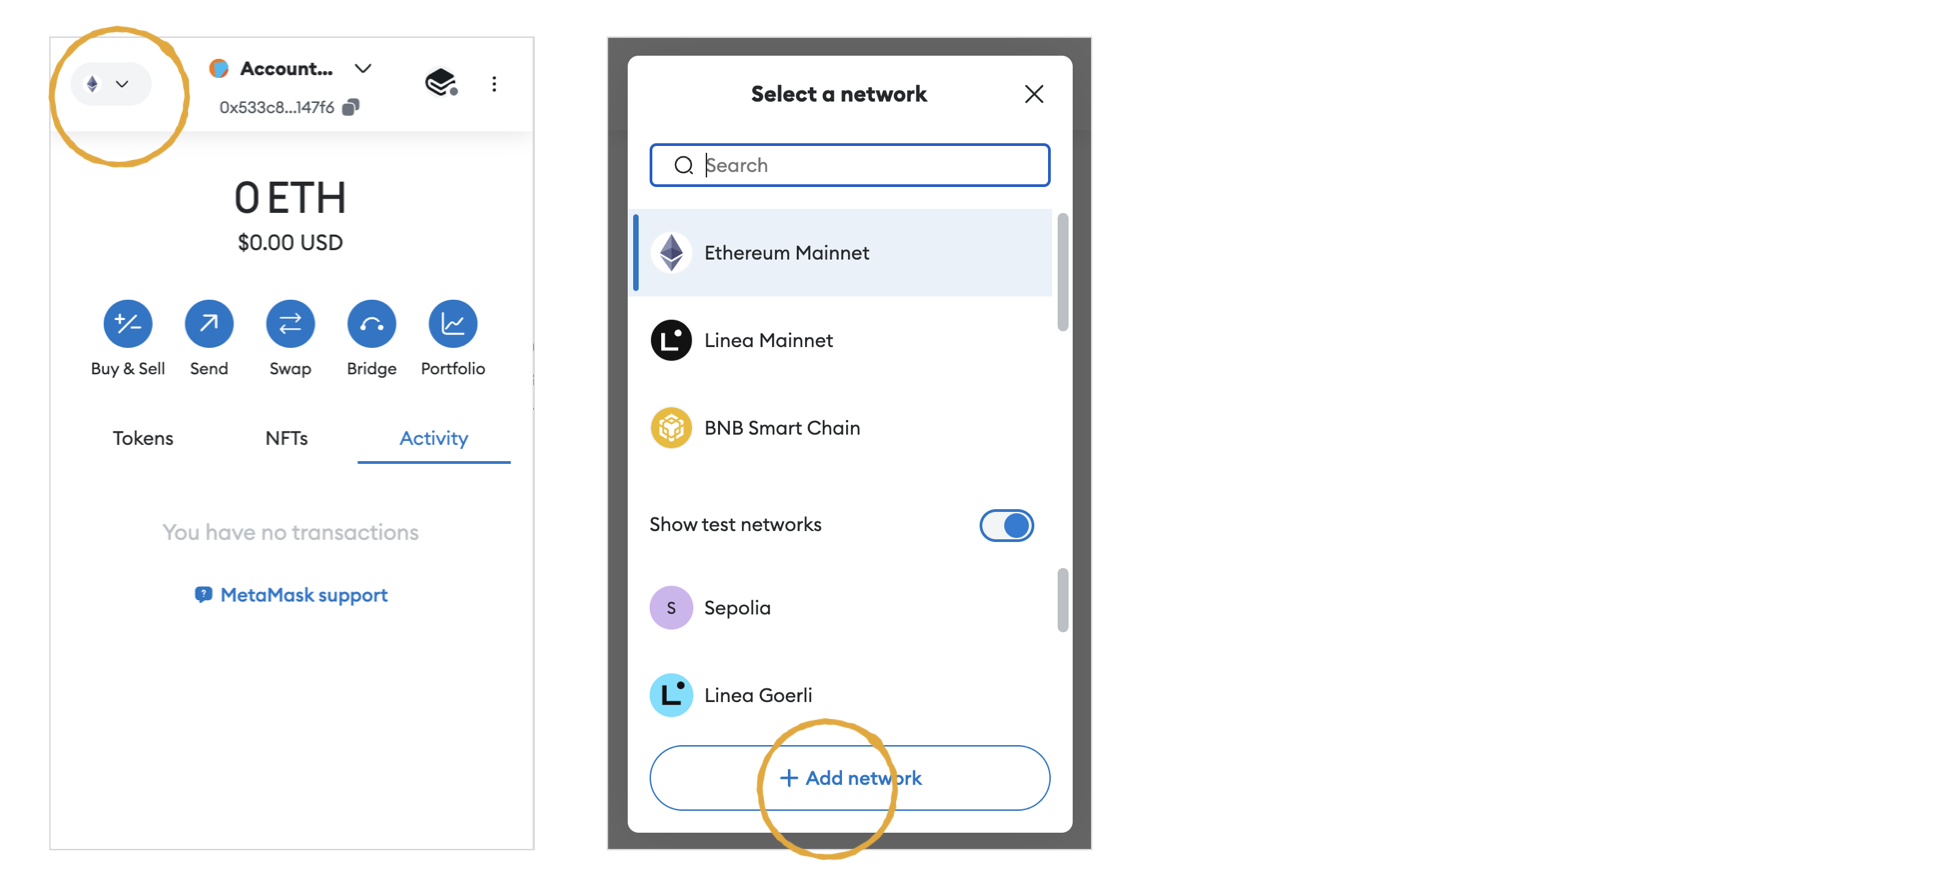 Account...
0x533c8...147f6
0 ETH
$0.00 USD
Buy & Sell
Send
Swap
Bridge
Portfolio
Tokens
NFTs
Activity
You have no transactions
MetaMask support
Select a network
Search
Ethereum Mainnet
Linea Mainnet
BNB Smart Chain
Show test networks
S
Sepolia
Linea Goerli
+ Add network